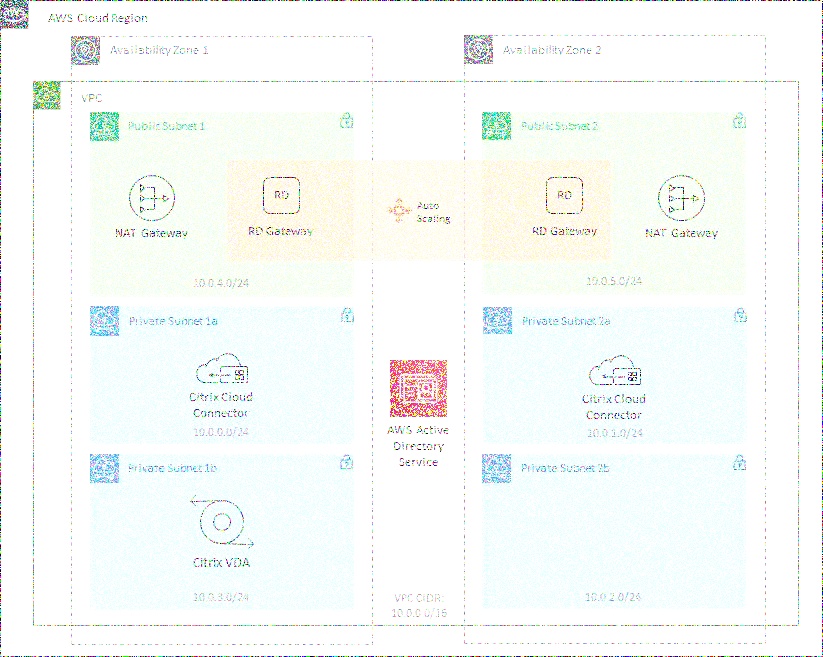 AWS Cloud Region
Availability Zone 1
Availability Zone 2
VPC
Public Subnet 1
Public Subnet 2
RD
RD
Auto
Scaling
NAT Gateway
RD Gateway
RD Gateway
NAT Gateway
10.0.4.0/24
10.0.5.0/24
Private Subnet 1a
Private Subnet 2a
Citrix Cloud
Connector
10.0.0.0/24
AWS Active
Directory
Service
Citrix Cloud
Connector
10.0.1.0/24
Private Subnet 1b
Private Subnet 2b
Citrix VDA
10.0.3.0/24
VPC CIDR:
10.0.0.0/16
10.0.2.0/24